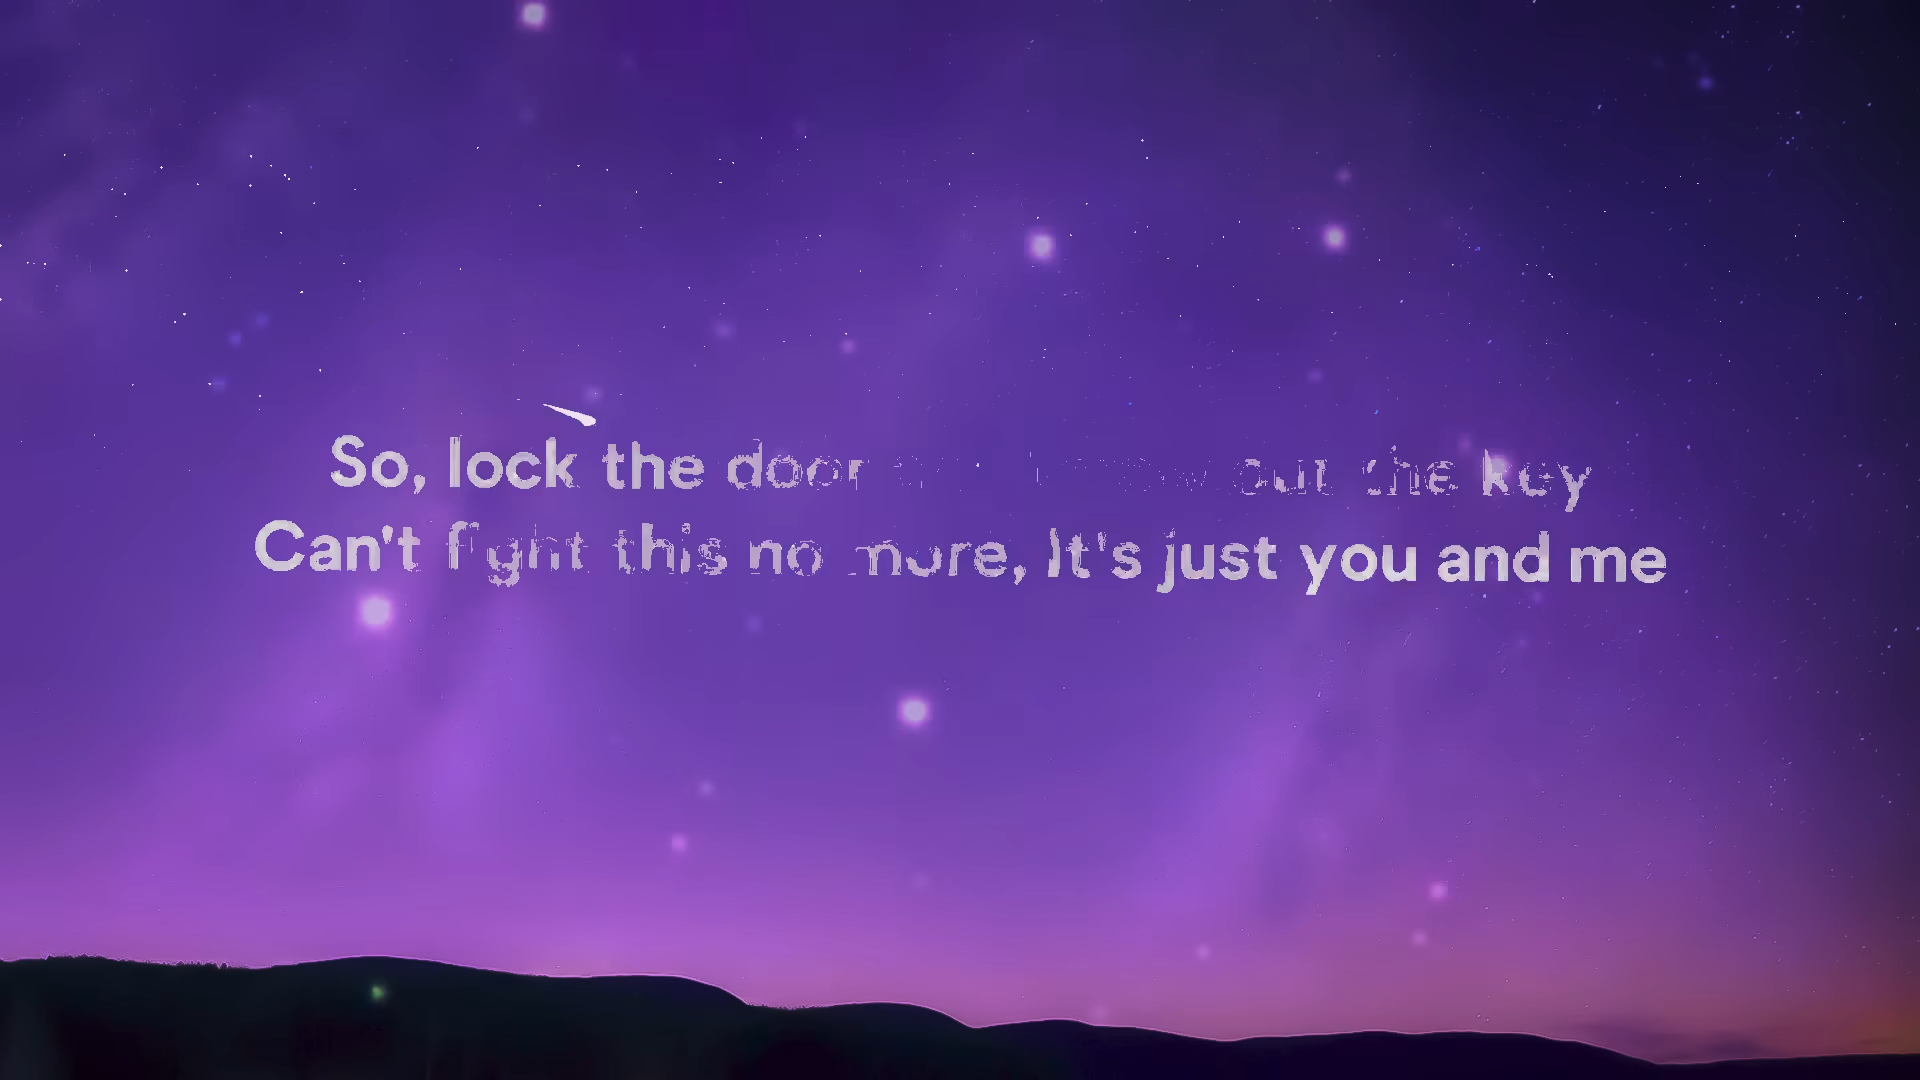 So, lock the door out the key
Can't fight this no more, It's just you and me